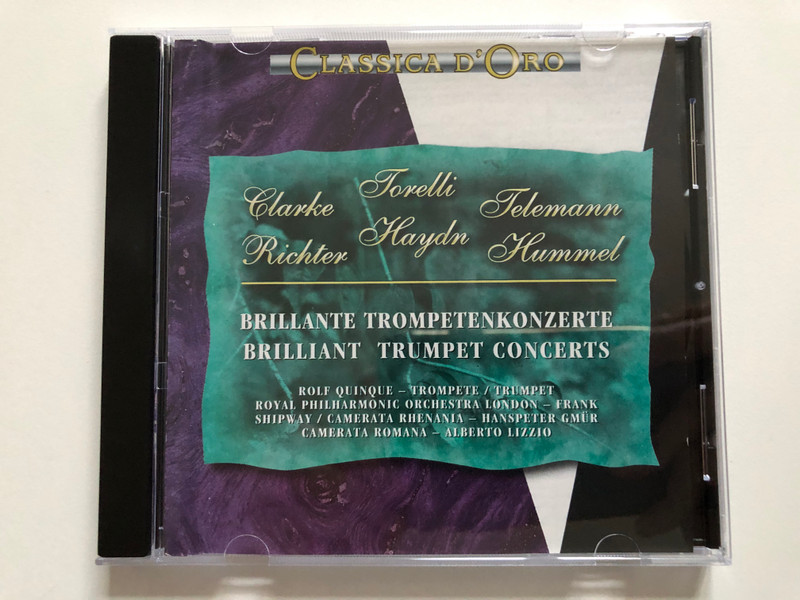 CLASSICA D'ORO
Clarke Torelli Telemann
Richter Haydn Hummel
BRILLANTE TROMPETENKONZERTE
BRILLIANT TRUMPET CONCERTS
ROLF QUINQUE – TROMPETE / TRUMPET
ROYAL PHILHARMONIC ORCHESTRA LONDON – FRANK
SHIPWAY / CAMERATA RHENANIA – HANSPETER GMÜR
CAMERATA ROMANA – ALBERTO LIZZIO